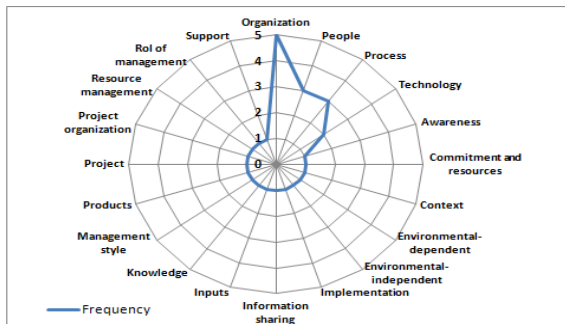 Organization
People
Process
Technology
Awareness
Commitment and
resources
Context
Environmental-
dependent
Environmental-
independent
Implementation
Information
sharing
Inputs
Knowledge
Management
style
Products
Project
Project
organization
Resource
management
Rol of
management
Support
5
4
3
2
1
0
Frequency